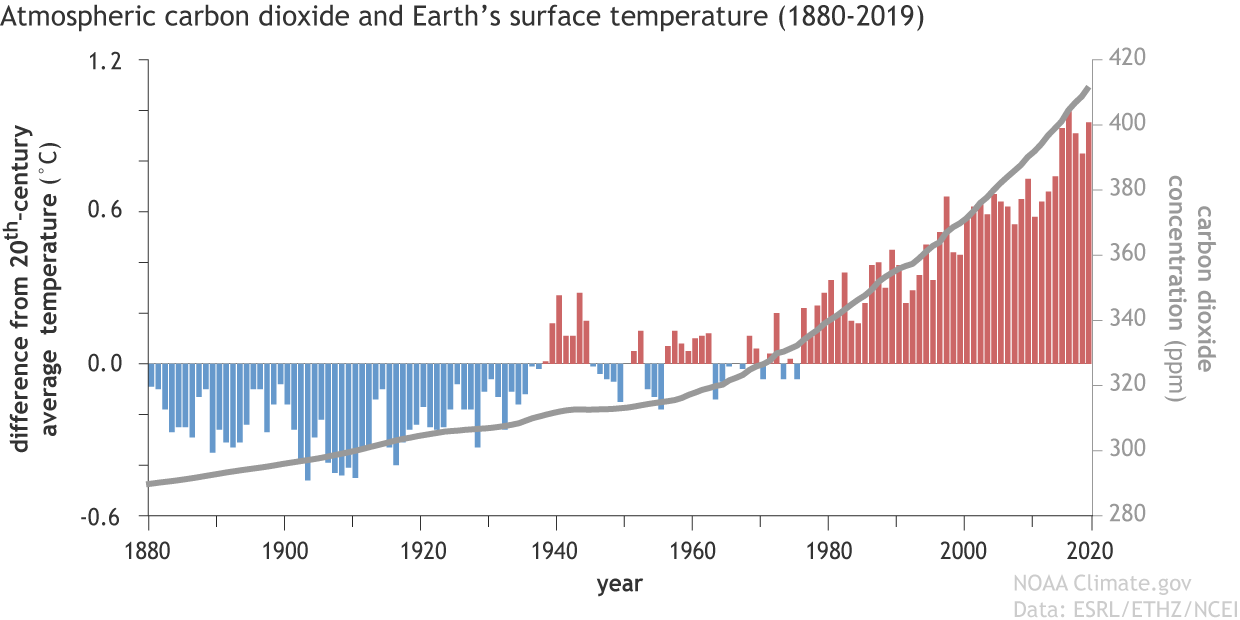 Atmospheric carbon dioxide and Earth's surface temperature (1880-2019)
difference from 20th-century
average temperature (°C)
1.2
0.6
0.0
-0.6
420
400
380
360
340
320
300
280
carbon dioxide
concentration (ppm)
1880
1900
1920
1940
1960
1980
2000
2020
year
NOAA Climate.gov
Data: ESRL/ETHZ/NCEI